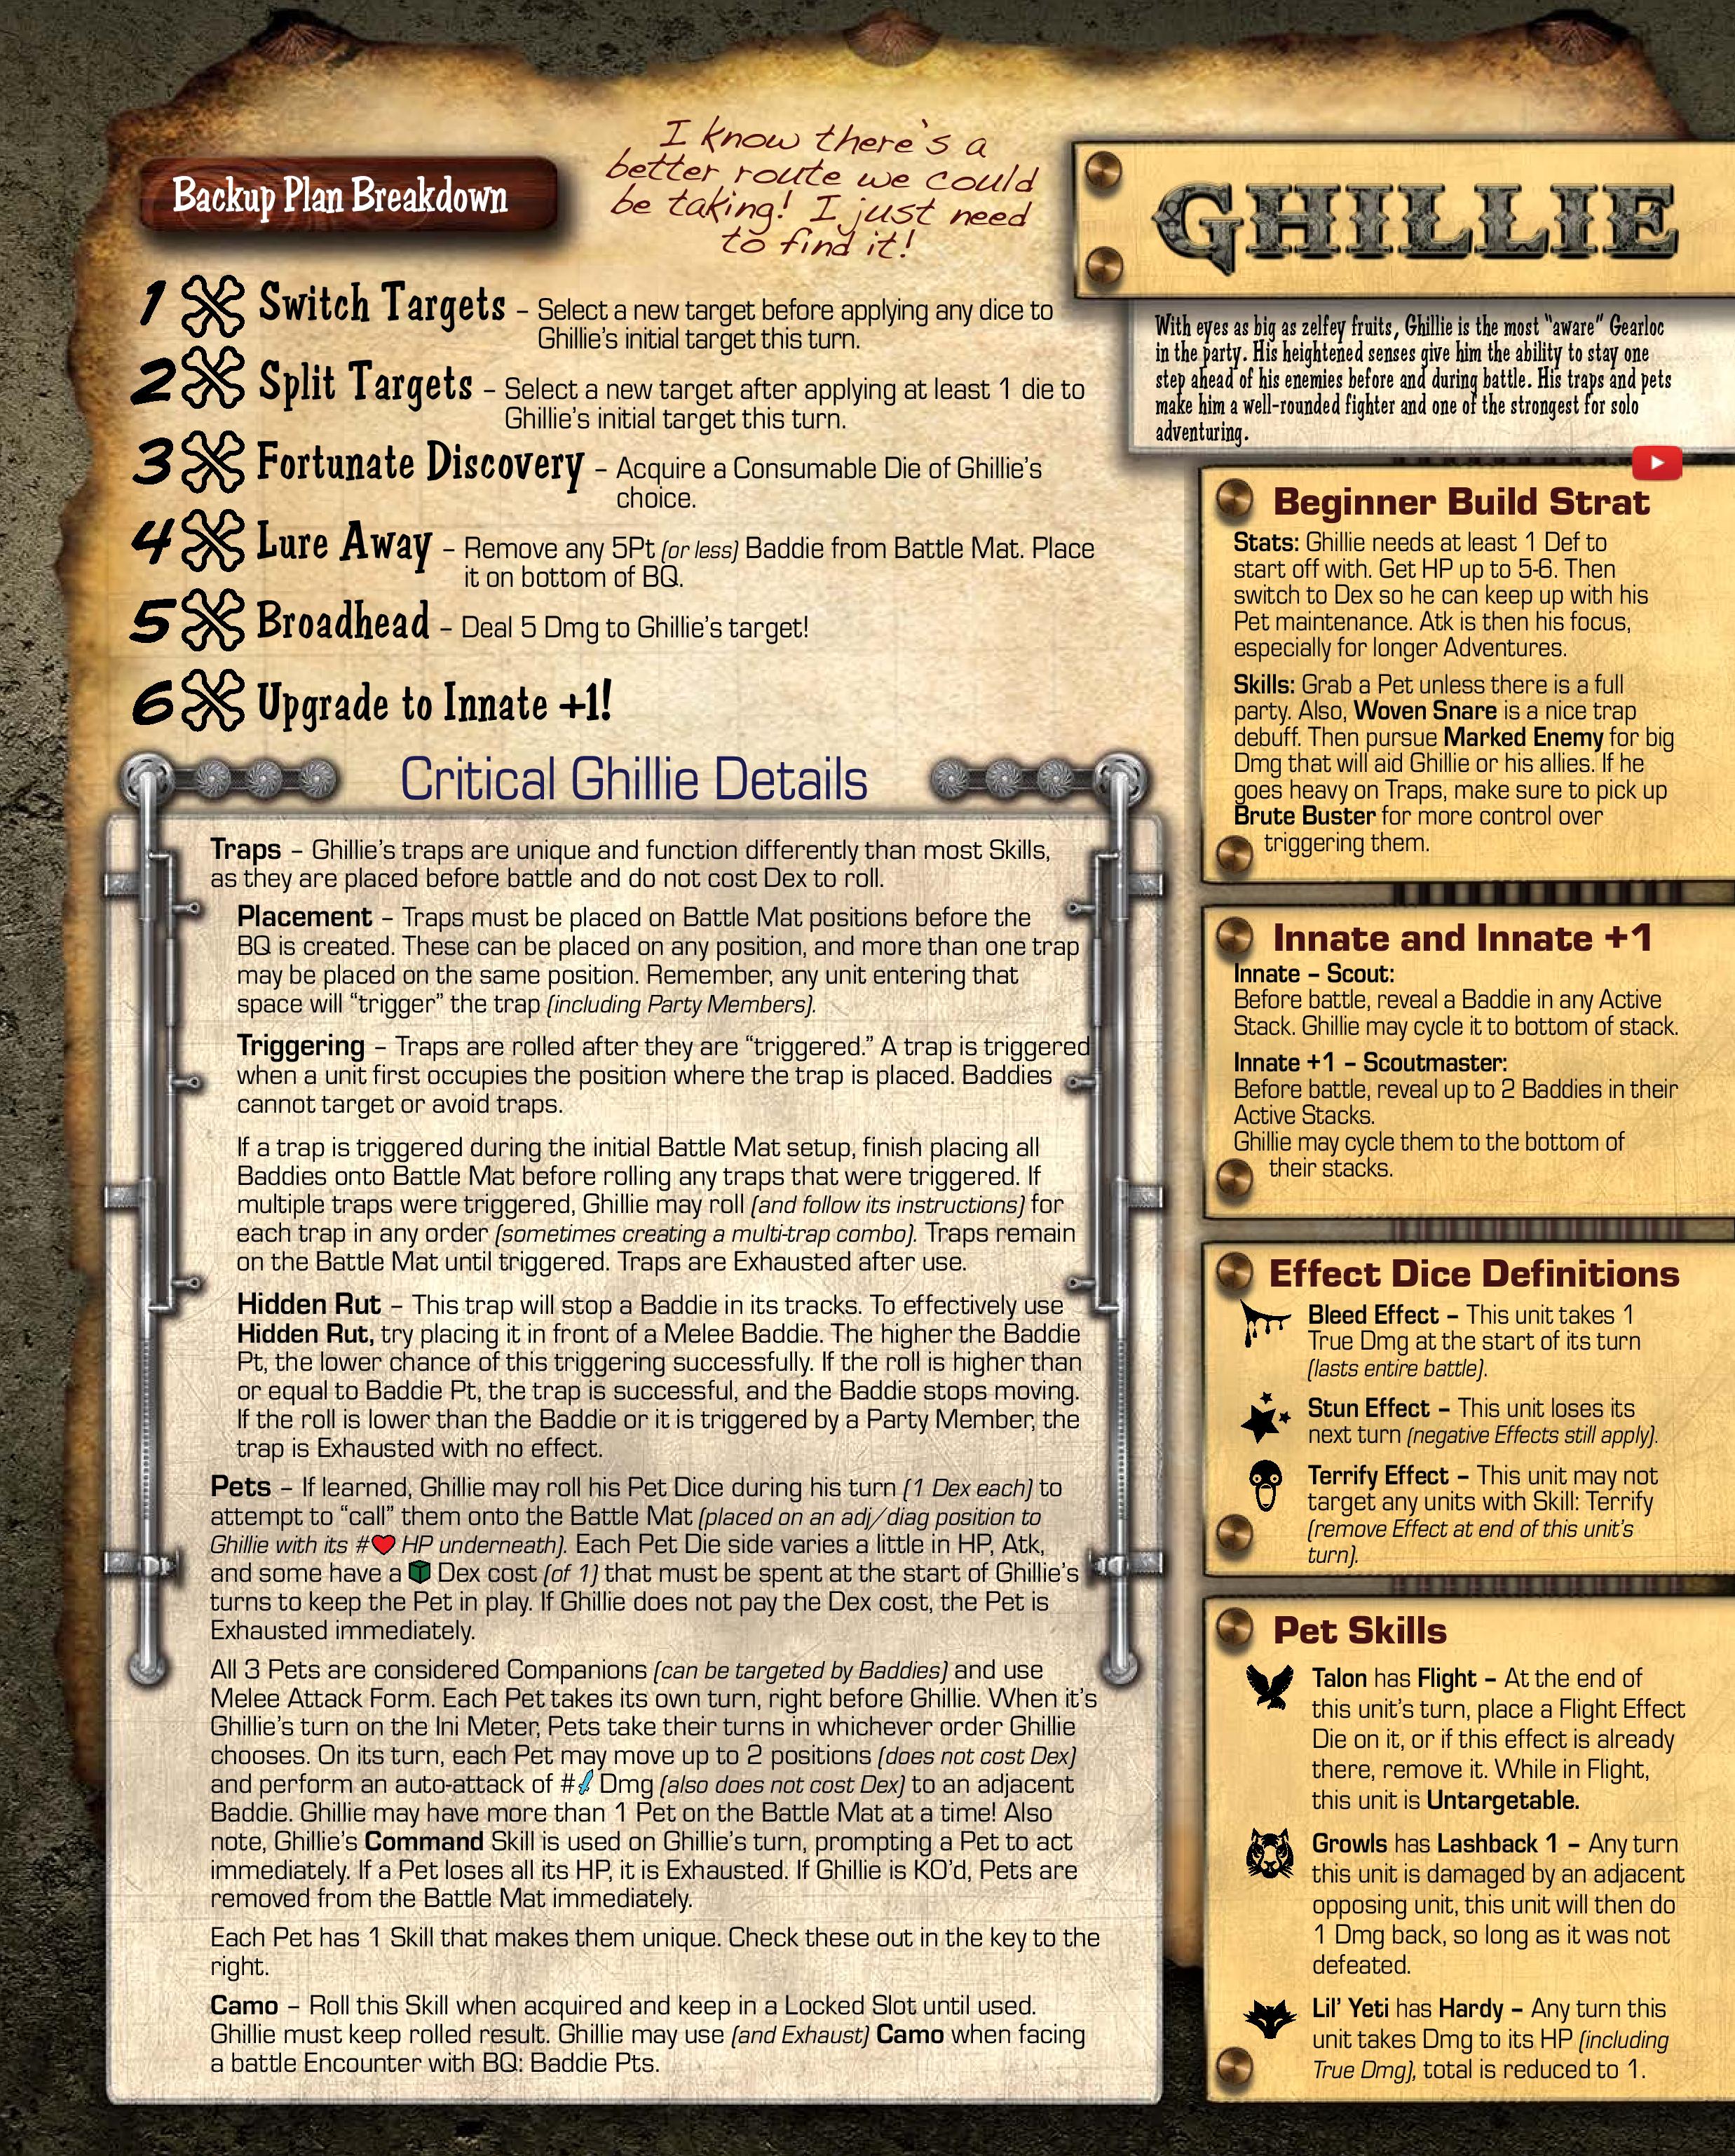 Backup Plan Breakdown
I know there's a
better route we could
be taking! I just need
to find it!
1 Switch Targets – Select a new target before applying any dice to
Ghillie's initial target this turn.
2 Split Targets – Select a new target after applying at least 1 die to
Ghillie's initial target this turn.
3 Fortunate Discovery – Acquire a Consumable Die of Ghillie's
choice.
4 Lure Away – Remove any 5Pt (or less) Baddie from Battle Mat. Place
it on bottom of BQ.
5 Broadhead – Deal 5 Dmg to Ghillie's target!
6 Upgrade to Innate +1!
Critical Ghillie Details
Traps – Ghillie's traps are unique and function differently than most Skills,
as they are placed before battle and do not cost Dex to roll.
Placement – Traps must be placed on Battle Mat positions before the
BQ is created. These can be placed on any position, and more than one trap
may be placed on the same position. Remember, any unit entering that
space will “trigger” the trap (including Party Members).
Triggering – Traps are rolled after they are “triggered.” A trap is triggered
when a unit first occupies the position where the trap is placed. Baddies
cannot target or avoid traps.
If a trap is triggered during the initial Battle Mat setup, finish placing all
Baddies onto Battle Mat before rolling any traps that were triggered. If
multiple traps were triggered, Ghillie may roll (and follow its instructions) for
each trap in any order (sometimes creating a multi-trap combo). Traps remain
on the Battle Mat until triggered. Traps are Exhausted after use.
Hidden Rut – This trap will stop a Baddie in its tracks. To effectively use
Hidden Rut, try placing it in front of a Melee Baddie. The higher the Baddie
Pt, the lower chance of this triggering successfully. If the roll is higher than
or equal to Baddie Pt, the trap is successful, and the Baddie stops moving.
If the roll is lower than the Baddie or it is triggered by a Party Member, the
trap is Exhausted with no effect.
Pets – If learned, Ghillie may roll his Pet Dice during his turn (1 Dex each) to
attempt to “call” them onto the Battle Mat (placed on an adj/diag position to
Ghillie with its # HP underneath). Each Pet Die side varies a little in HP, Atk,
and some have a Dex cost (of 1) that must be spent at the start of Ghillie's
turns to keep the Pet in play. If Ghillie does not pay the Dex cost, the Pet is
Exhausted immediately.
All 3 Pets are considered Companions (can be targeted by Baddies) and use
Melee Attack Form. Each Pet takes its own turn, right before Ghillie. When it's
Ghillie's turn on the Ini Meter, Pets take their turns in whichever order Ghillie
chooses. On its turn, each Pet may move up to 2 positions (does not cost Dex)
and perform an auto-attack of # Dmg (also does not cost Dex) to an adjacent
Baddie. Ghillie may have more than 1 Pet on the Battle Mat at a time! Also
note, Ghillie's Command Skill is used on Ghillie's turn, prompting a Pet to act
immediately. If a Pet loses all its HP, it is Exhausted. If Ghillie is KO'd, Pets are
removed from the Battle Mat immediately.
Each Pet has 1 Skill that makes them unique. Check these out in the key to the
right.
Camo – Roll this Skill when acquired and keep in a Locked Slot until used.
Ghillie must keep rolled result. Ghillie may use (and Exhaust) Camo when facing
a battle Encounter with BQ: Baddie Pts.
GHILLIE
With eyes as big as zelfey fruits, Ghillie is the most “aware” Gearloc
in the party. His heightened senses give him the ability to stay one
step ahead of his enemies before and during battle. His traps and pets
make him a well-rounded fighter and one of the strongest for solo
adventuring.
Beginner Build Strat
Stats: Ghillie needs at least 1 Def to
start off with. Get HP up to 5-6. Then
switch to Dex so he can keep up with his
Pet maintenance. Atk is then his focus,
especially for longer Adventures.
Skills: Grab a Pet unless there is a full
party. Also, Woven Snare is a nice trap
debuff. Then pursue Marked Enemy for big
Dmg that will aid Ghillie or his allies. If he
goes heavy on Traps, make sure to pick up
Brute Buster for more control over
triggering them.
Innate and Innate +1
Innate – Scout:
Before battle, reveal a Baddie in any Active
Stack. Ghillie may cycle it to bottom of stack.
Innate +1 – Scoutmaster:
Before battle, reveal up to 2 Baddies in their
Active Stacks.
Ghillie may cycle them to the bottom of
their stacks.
Effect Dice Definitions
Bleed Effect – This unit takes 1
True Dmg at the start of its turn
(lasts entire battle).
Stun Effect – This unit loses its
next turn (negative Effects still apply).
Terrify Effect – This unit may not
target any units with Skill: Terrify
(remove Effect at end of this unit's
turn).
Pet Skills
Talon has Flight – At the end of
this unit's turn, place a Flight Effect
Die on it, or if this effect is already
there, remove it. While in Flight,
this unit is Untargetable.
Growls has Lashback 1 – Any turn
this unit is damaged by an adjacent
opposing unit, this unit will then do
1 Dmg back, so long as it was not
defeated.
Lil' Yeti has Hardy – Any turn this
unit takes Dmg to its HP (including
True Dmg), total is reduced to 1.